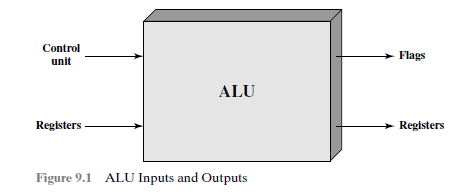 Control
unit
Flags
ALU
Registers
Registers
Figure 9.1 ALU Inputs and Outputs